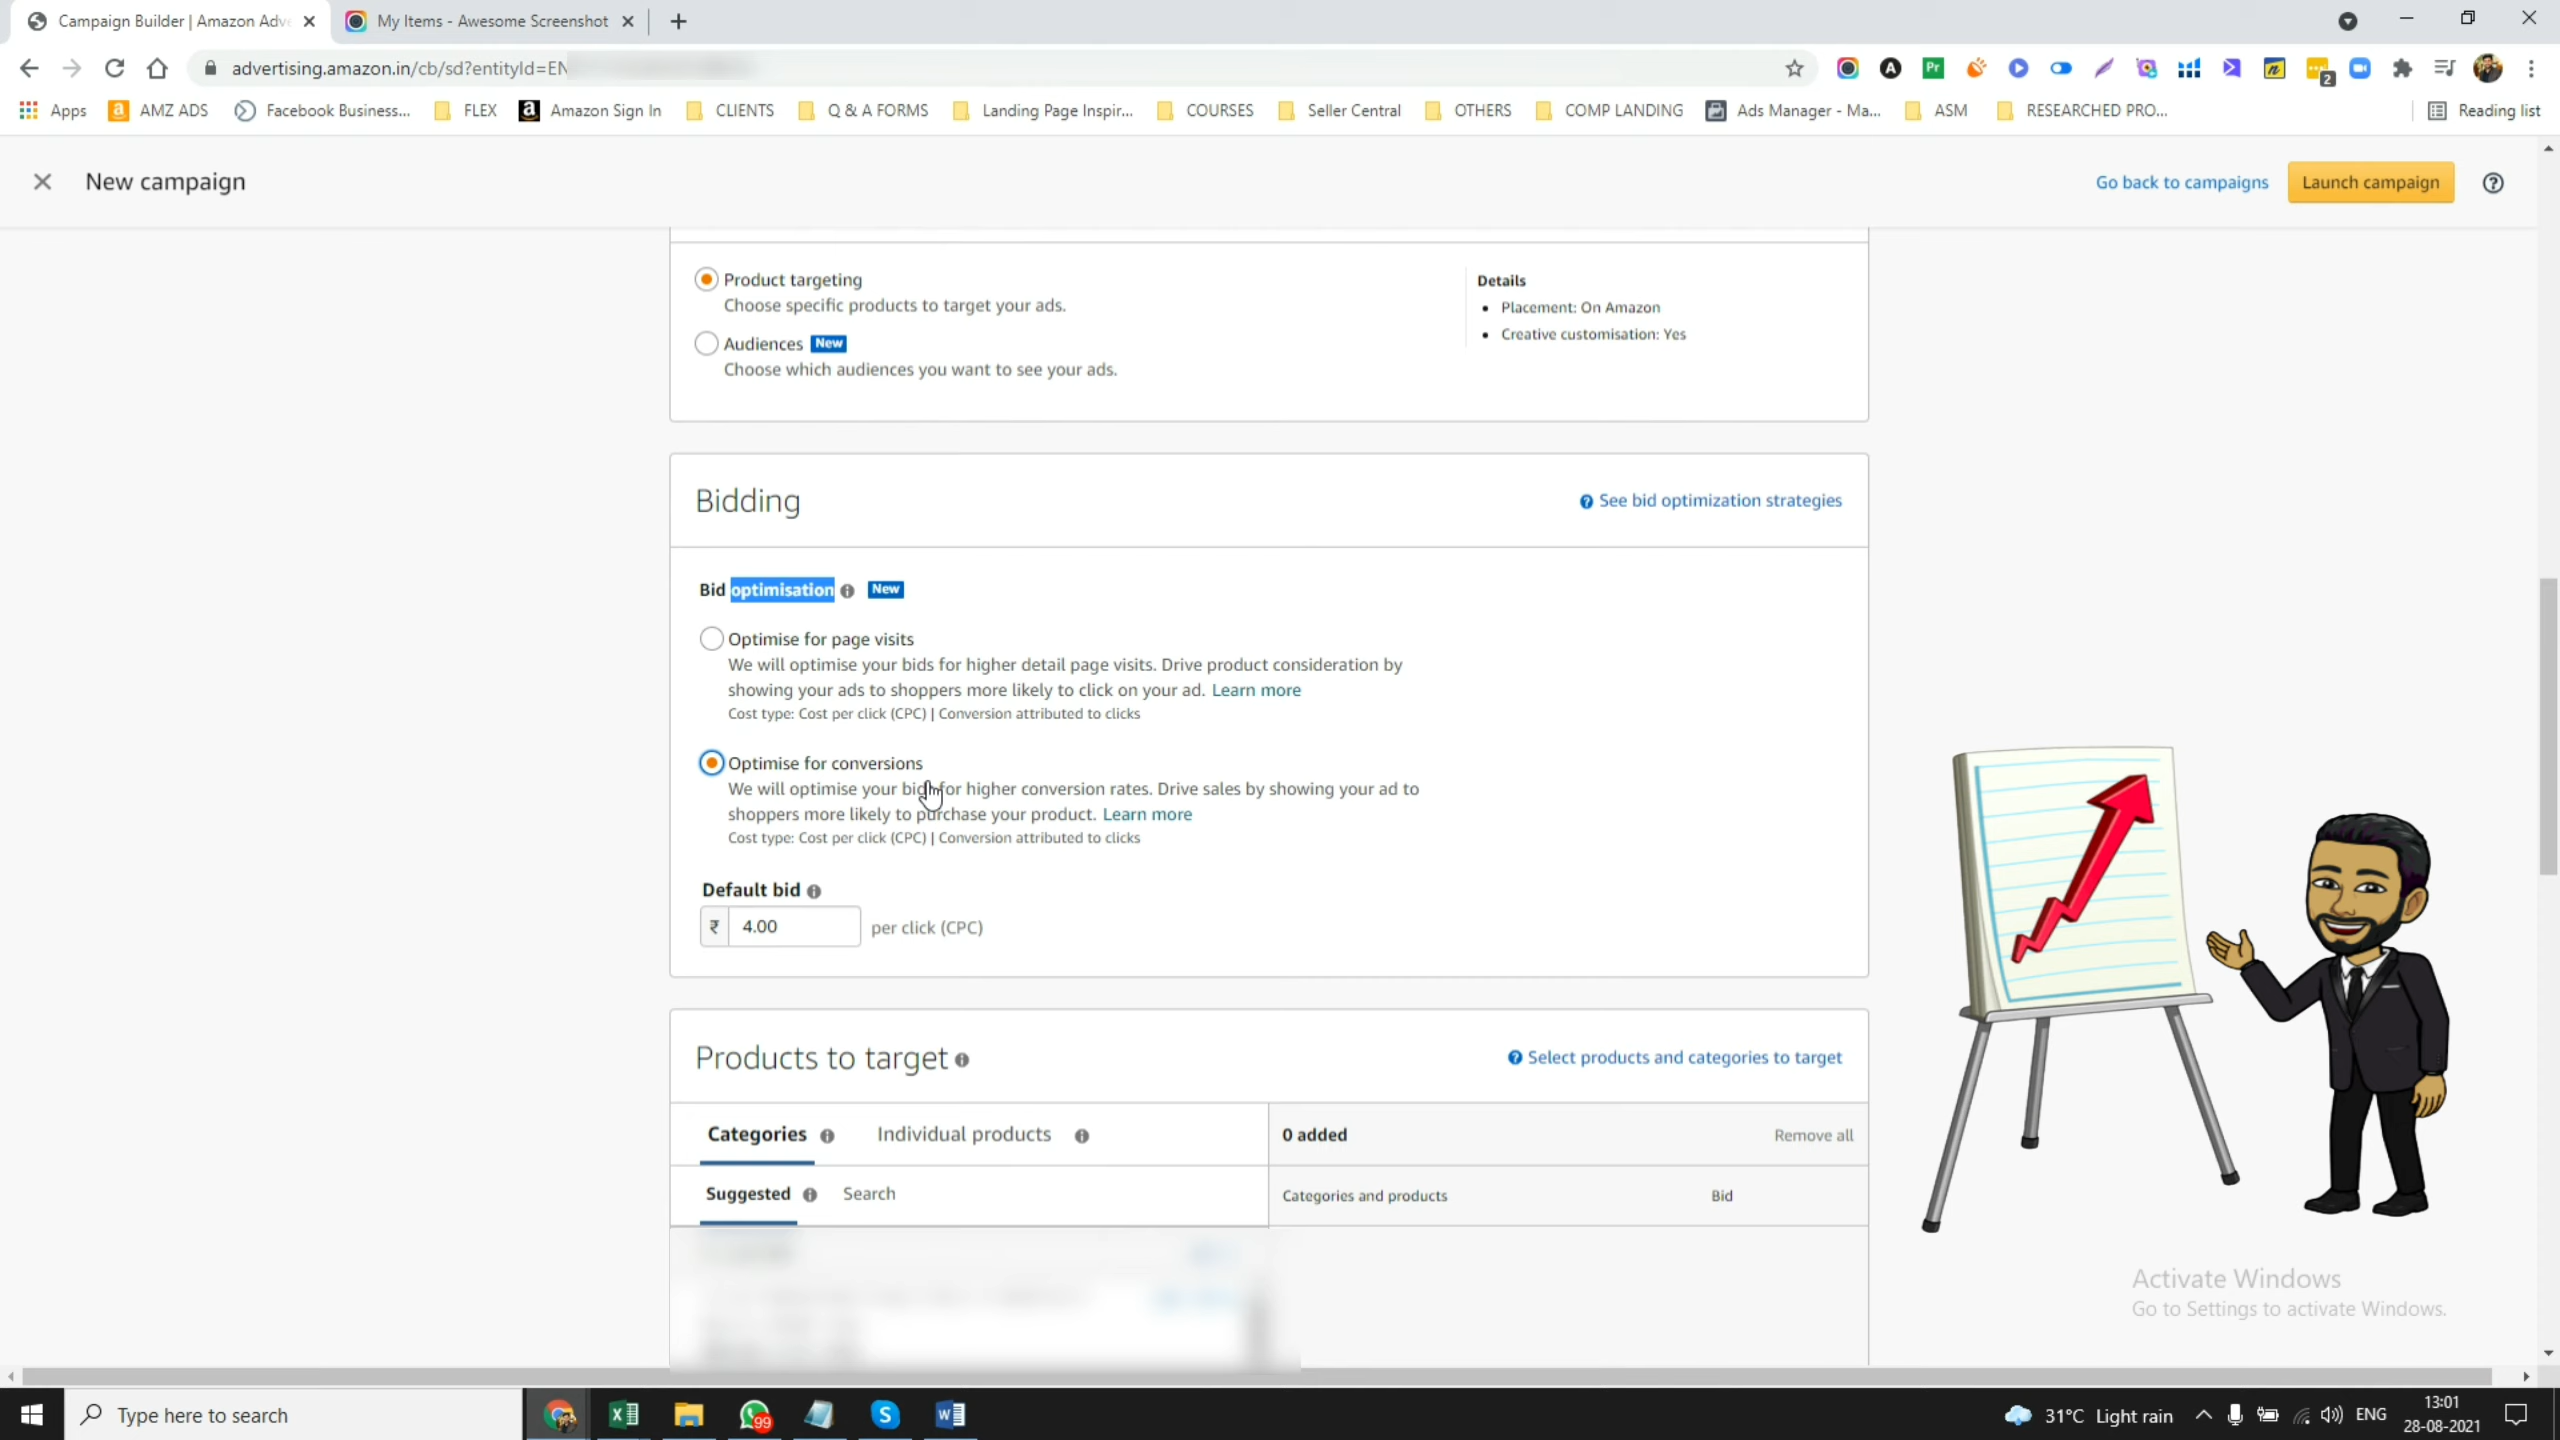 Campaign Builder | Amazon Adve
My Items - Awesome Screenshot
advertising.amazon.in/cb/sd?entityId=EN
2
Apps
AMZ ADS
Facebook Business...
FLEX
Amazon Sign In
CLIENTS
Q & A FORMS
Landing Page Inspir...
COURSES
Seller Central
OTHERS
COMP LANDING
Ads Manager - Ma...
ASM
RESEARCHED PRO...
Reading list
New campaign
Go back to campaigns
Launch campaign
Product targeting
Choose specific products to target your ads.
Audiences New
Choose which audiences you want to see your ads.
Details
• Placement: On Amazon
• Creative customisation: Yes
Bidding
See bid optimization strategies
Bid optimisation New
Optimise for page visits
We will optimise your bids for higher detail page visits. Drive product consideration by
showing your ads to shoppers more likely to click on your ad. Learn more
Cost type: Cost per click (CPC) | Conversion attributed to clicks
Optimise for conversions
We will optimise your bids for higher conversion rates. Drive sales by showing your ad to
shoppers more likely to purchase your product. Learn more
Cost type: Cost per click (CPC) | Conversion attributed to clicks
Default bid
₹ 4.00 per click (CPC)
Products to target
Select products and categories to target
Categories Individual products
0 added Remove all
Suggested Search
Categories and products Bid
Activate Windows
Go to Settings to activate Windows.
Type here to search
99
31°C Light rain
ENG
13:01
28-08-2021